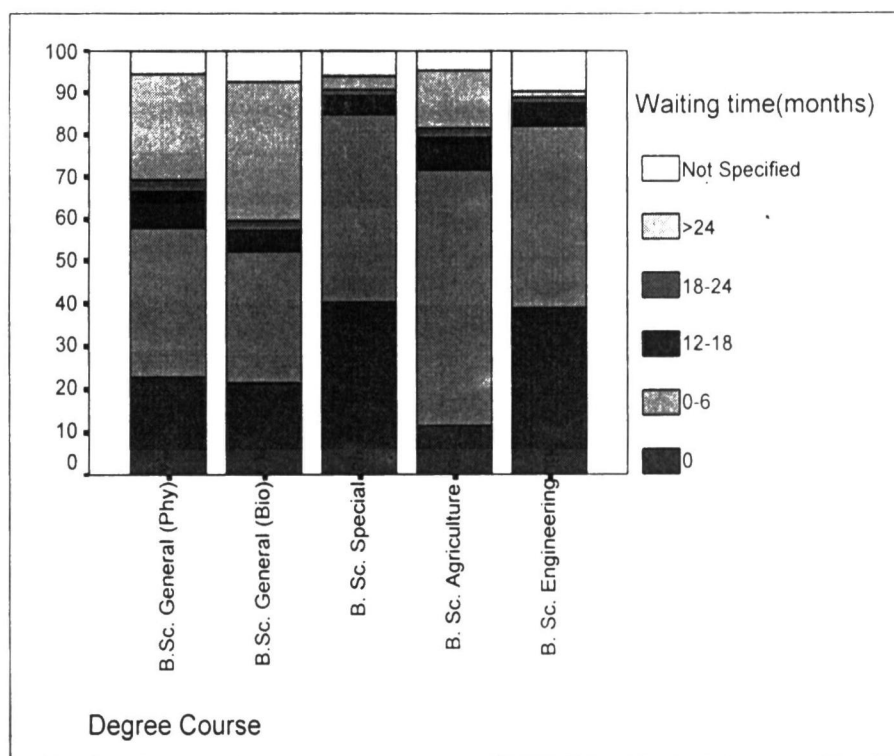 100
90
80
70
60
50
40
30
20
10
0
B.Sc. General (Phy)
B.Sc. General (Bio)
B. Sc. Special
B. Sc. Agriculture
B. Sc. Engineering
Degree Course
Waiting time(months)
Not Specified
>24
18-24
12-18
0-6
0